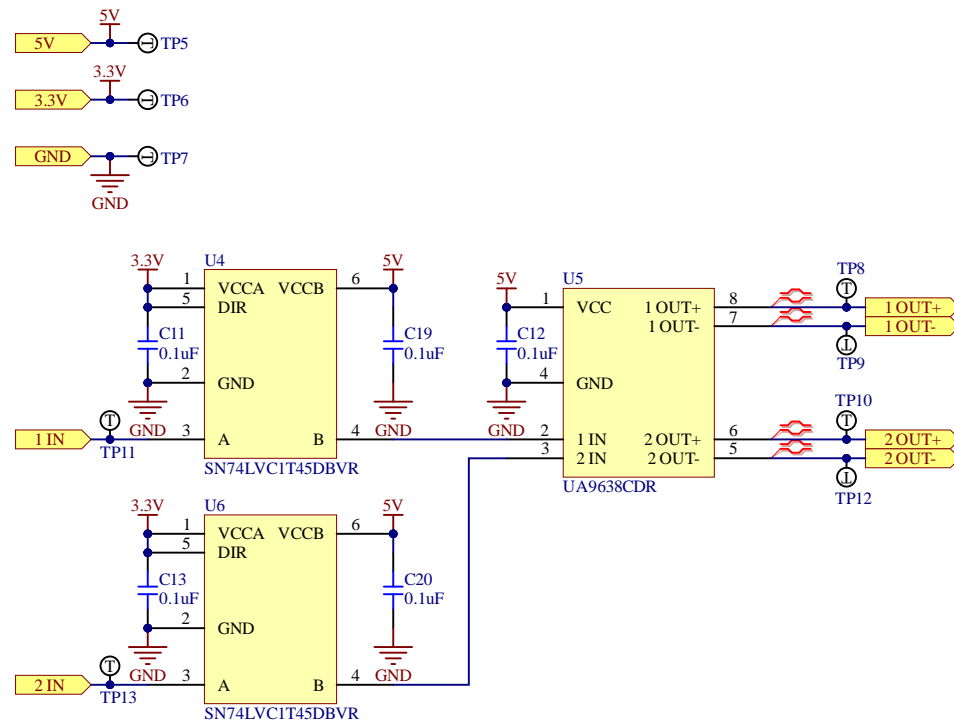 5V
5V
TP5
3.3V
3.3V
TP6
GND
TP7
GND
3.3V
U4
1
VCCA
VCCB
6
5V
5
DIR
C11
0.1uF
C19
0.1uF
2
GND
GND
GND
1 IN
TP11
3
A
B
4
SN74LVC1T45DBVR
5V
U5
1
VCC
1 OUT+
8
1 OUT-
7
TP8
1 OUT+
1 OUT-
TP9
C12
0.1uF
4
GND
GND
2
1 IN
3
2 IN
2 OUT+
6
2 OUT-
5
TP10
2 OUT+
2 OUT-
TP12
UA9638CDR
3.3V
U6
1
VCCA
VCCB
6
5V
5
DIR
C13
0.1uF
C20
0.1uF
2
GND
GND
GND
2 IN
TP13
3
A
B
4
SN74LVC1T45DBVR